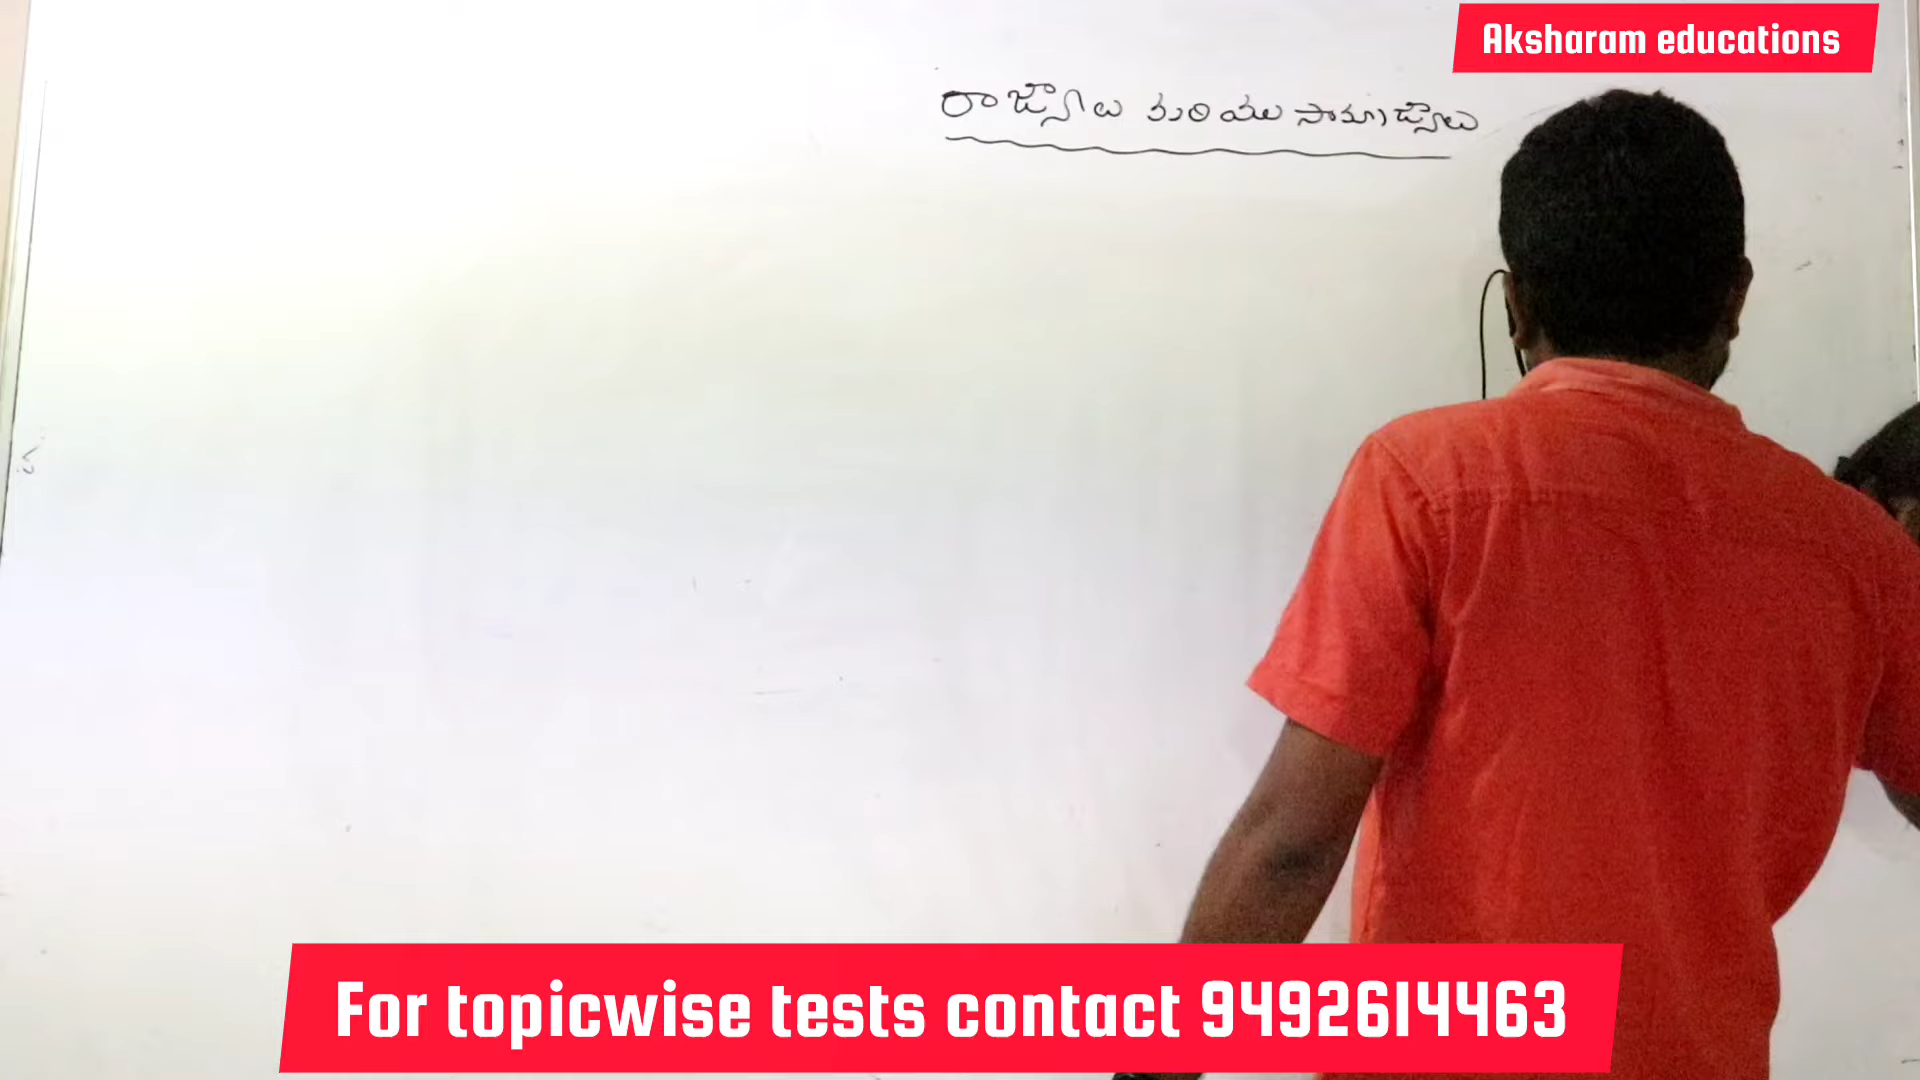 Aksharam educations
రాజ్యాలు మరియు సామ్రాజ్యాలు
For topicwise tests contact 9492614463